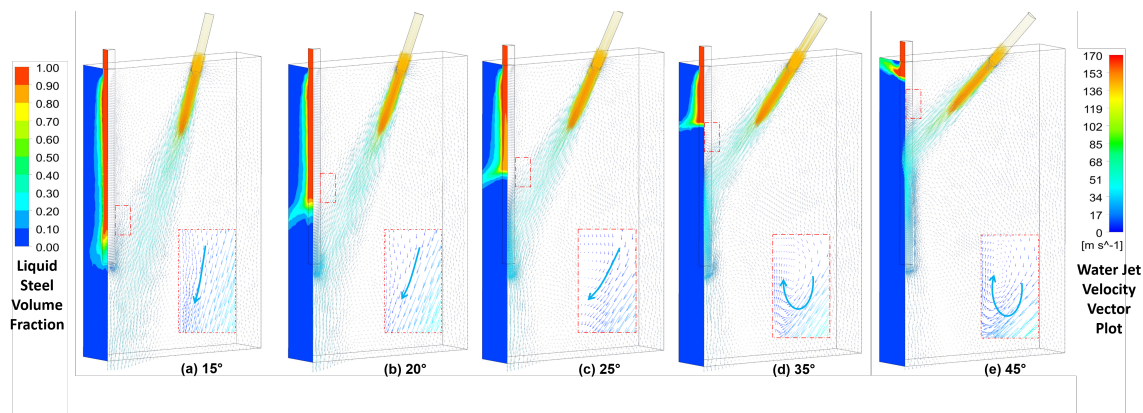 1.00
0.90
0.80
0.70
0.60
0.50
0.40
0.30
0.20
0.10
0.00
Liquid
Steel
Volume
Fraction
(a) 15°
(b) 20°
(c) 25°
(d) 35°
(e) 45°
170
153
136
119
102
85
68
51
34
17
0
[m s^-1]
Water Jet
Velocity
Vector
Plot